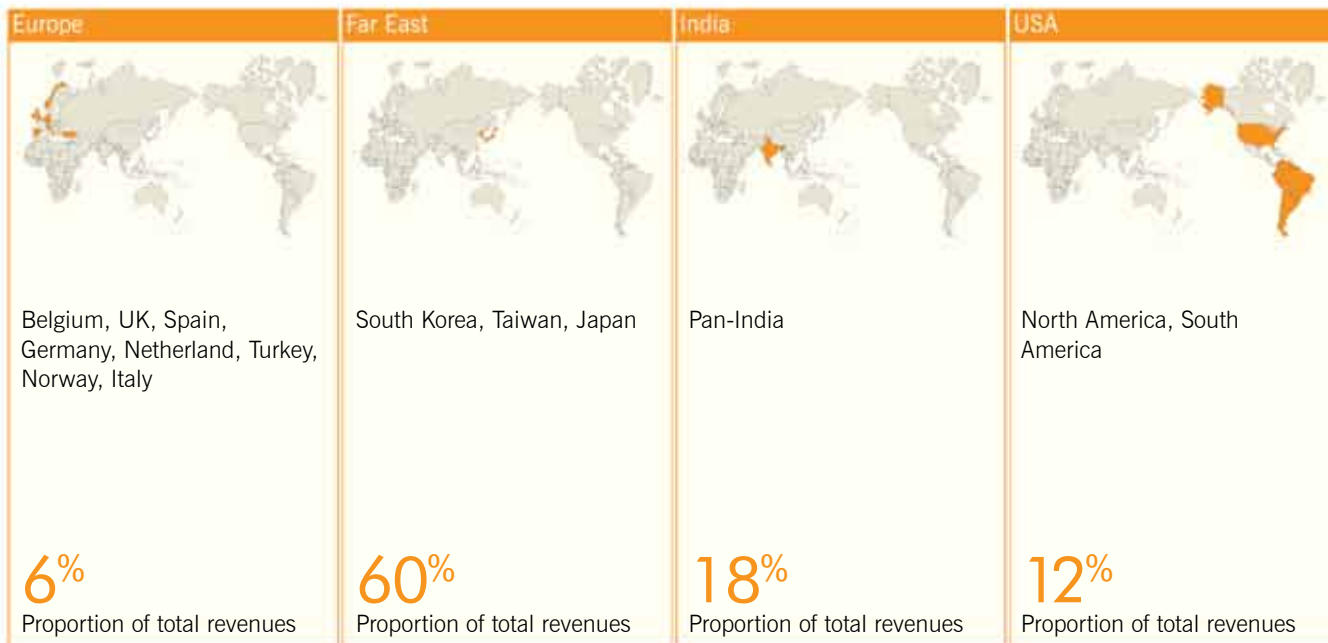 Europe
Belgium, UK, Spain,
Germany, Netherland, Turkey,
Norway, Italy
6%
Proportion of total revenues
Far East
South Korea, Taiwan, Japan
60%
Proportion of total revenues
India
Pan-India
18%
Proportion of total revenues
USA
North America, South
America
12%
Proportion of total revenues